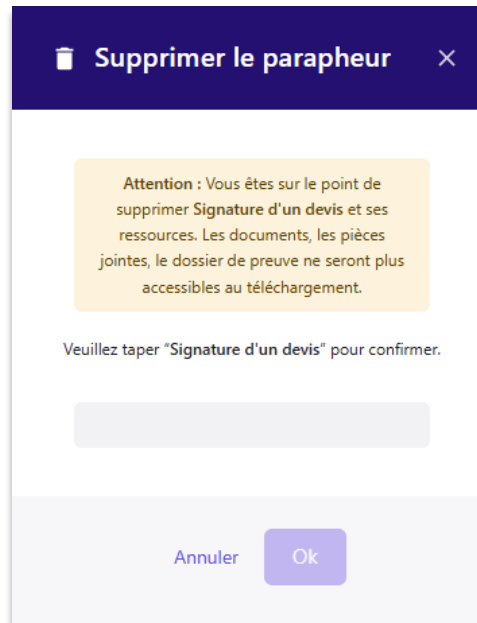 Supprimer le parapheur
Attention : Vous êtes sur le point de
supprimer Signature d'un devis et ses
ressources. Les documents, les pièces
jointes, le dossier de preuve ne seront plus
accessibles au téléchargement.
Veuillez taper “Signature d'un devis” pour confirmer.
Annuler Ok